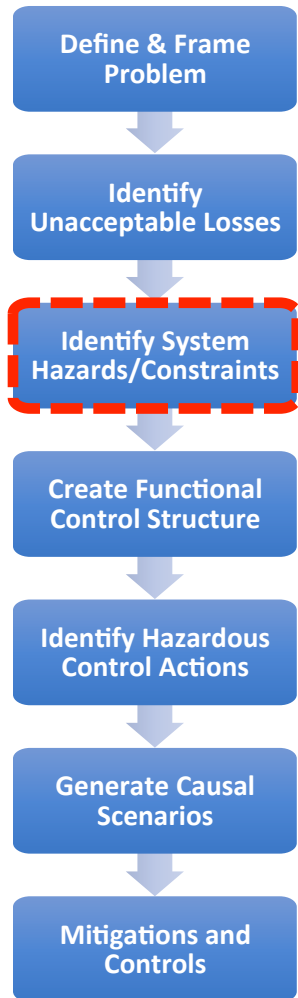 Define & Frame
Problem
Identify
Unacceptable Losses
Identify System
Hazards/Constraints
Create Functional
Control Structure
Identify Hazardous
Control Actions
Generate Causal
Scenarios
Mitigations and
Controls